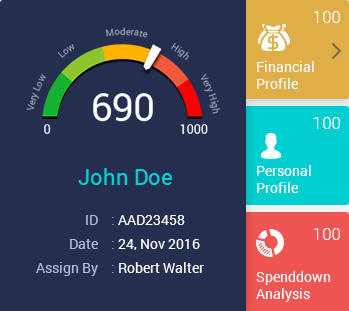 Very Low
Low
Moderate
High
Very High
690
0
1000
John Doe
ID : AAD23458
Date : 24, Nov 2016
Assign By : Robert Walter
100
Financial
Profile
100
Personal
Profile
100
Spenddown
Analysis